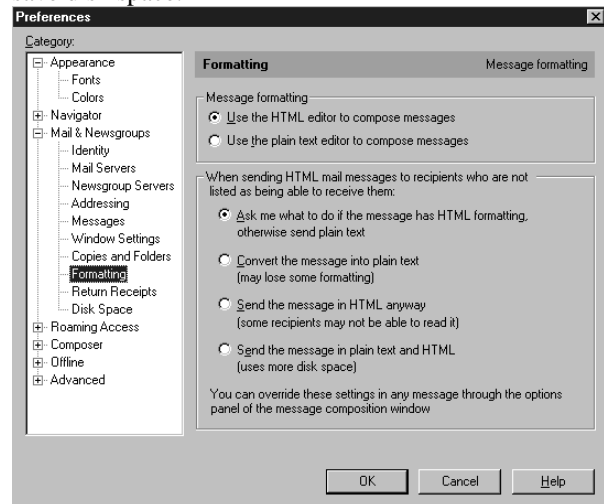 Preferences
Category:
Appearance
Fonts
Colors
Navigator
Mail & Newsgroups
Identity
Mail Servers
Newsgroup Servers
Addressing
Messages
Window Settings
Copies and Folders
Formatting
Return Receipts
Disk Space
Roaming Access
Composer
Offline
Advanced
Formatting Message formatting
Message formatting
Use the HTML editor to compose messages
Use the plain text editor to compose messages
When sending HTML mail messages to recipients who are not
listed as being able to receive them:
Ask me what to do if the message has HTML formatting,
otherwise send plain text
Convert the message into plain text
(may lose some formatting)
Send the message in HTML anyway
(some recipients may not be able to read it)
Send the message in plain text and HTML
(uses more disk space)
You can override these settings in any message through the options
panel of the message composition window
OK Cancel Help